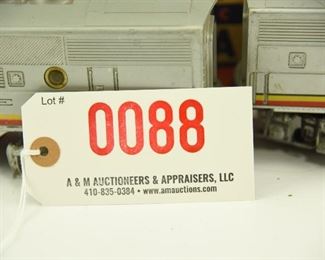 Lot #
0088
A & M AUCTIONEERS & APPRAISERS, LLC
410-835-0384 • www.amauctions.com